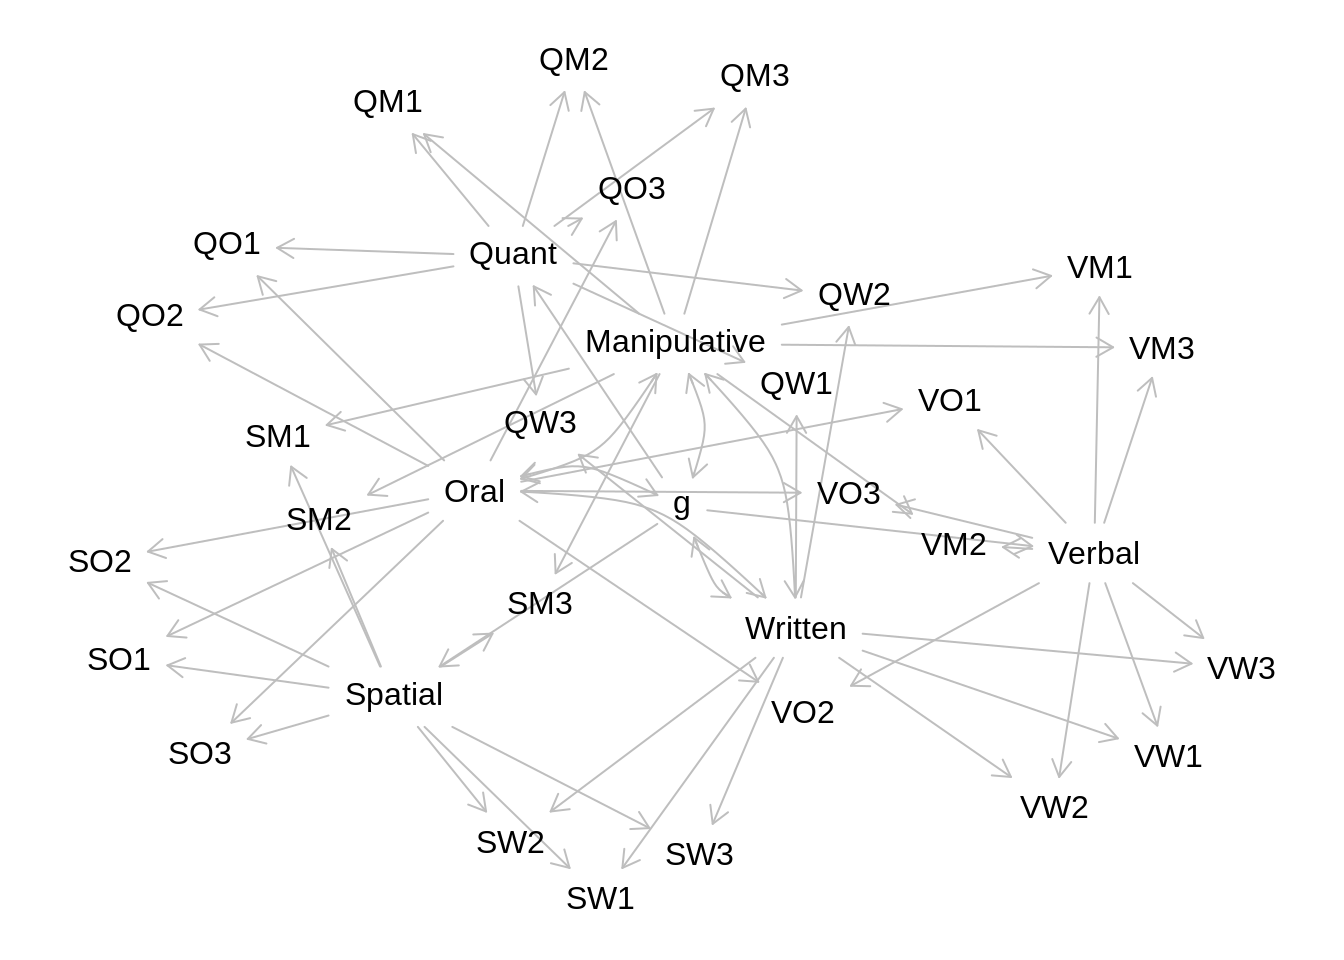 QM2
QM3
QM1
QO3
QO1
Quant
VM1
QW2
QO2
Manipulative
VM3
QW1
VO1
QW3
SM1
Oral
VO3
g
SM2
VM2
Verbal
SO2
SM3
Written
SO1
VW3
Spatial
VO2
SO3
VW1
VW2
SW2
SW3
SW1